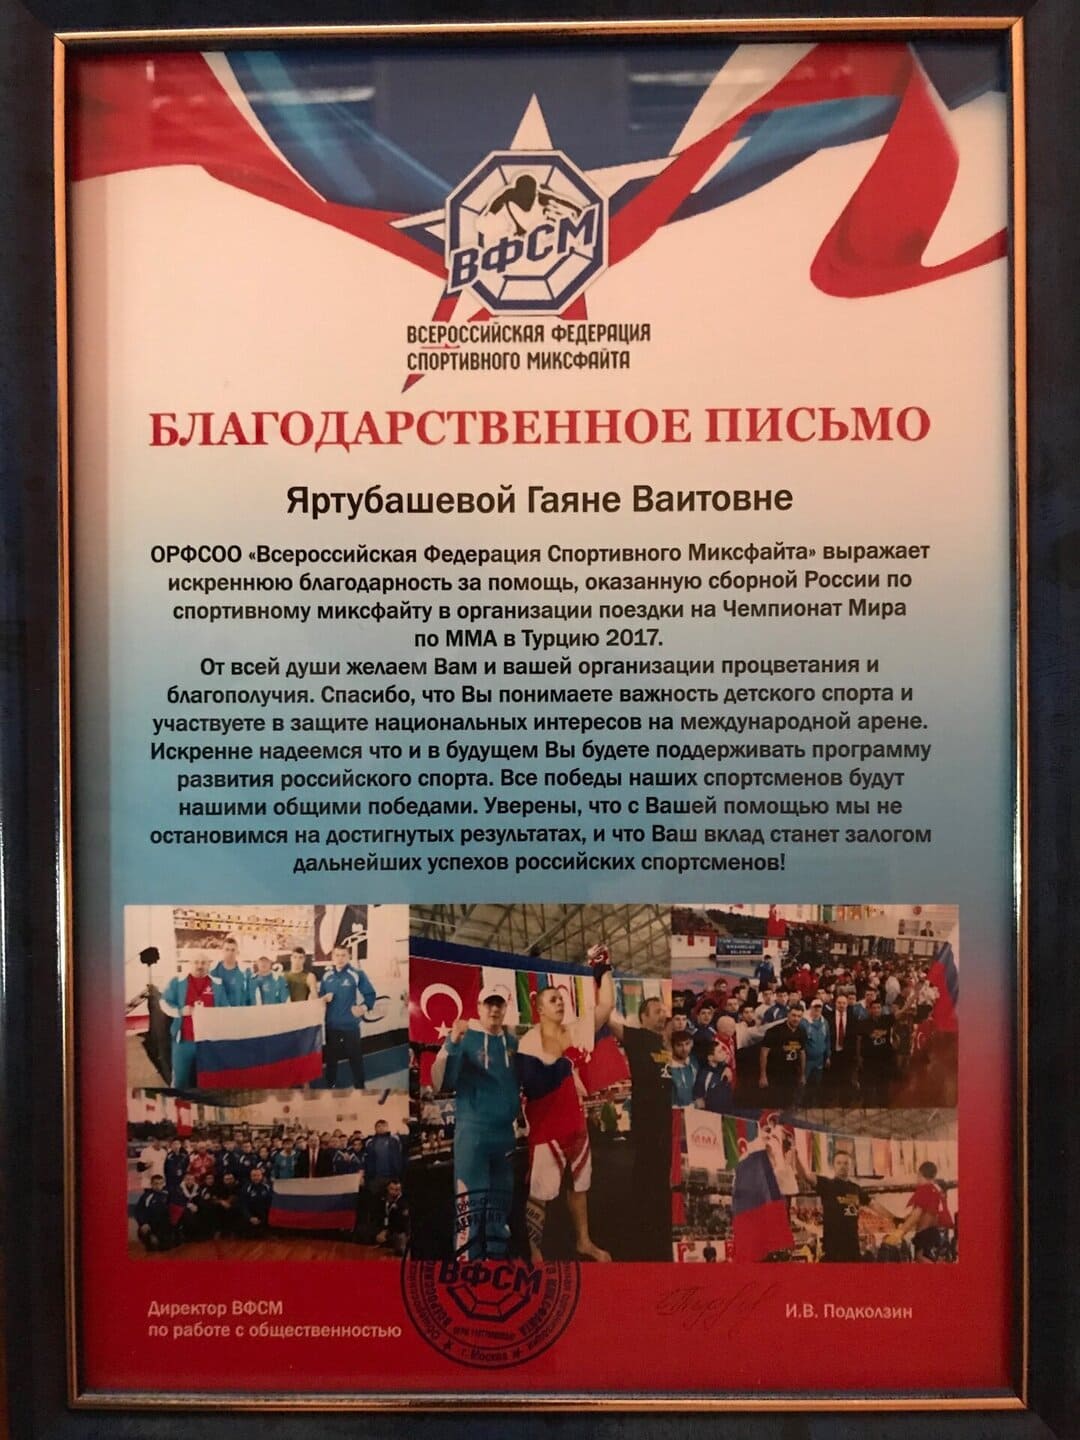 ВФСМ
ВСЕРОССИЙСКАЯ ФЕДЕРАЦИЯ
СПОРТИВНОГО МИКСФАЙТА
БЛАГОДАРСТВЕННОЕ ПИСЬМО
Яртубашевой Гаяне Ваитовне
ОРФСОО «Всероссийская Федерация Спортивного Миксфайта» выражает
искреннюю благодарность за помощь, оказанную сборной России по
спортивному миксфайту в организации поездки на Чемпионат Мира
по ММА в Турцию 2017.
От всей души желаем Вам и вашей организации процветания и
благополучия. Спасибо, что Вы понимаете важность детского спорта и
участвуете в защите национальных интересов на международной арене.
Искренне надеемся что и в будущем Вы будете поддерживать программу
развития российского спорта. Все победы наших спортсменов будут
нашими общими победами. Уверены, что с Вашей помощью мы не
остановимся на достигнутых результатах, и что Ваш вклад станет залогом
дальнейших успехов российских спортсменов!
ВФСМ
г. Москва
Директор ВФСМ
по работе с общественностью
И.В. Подколзин